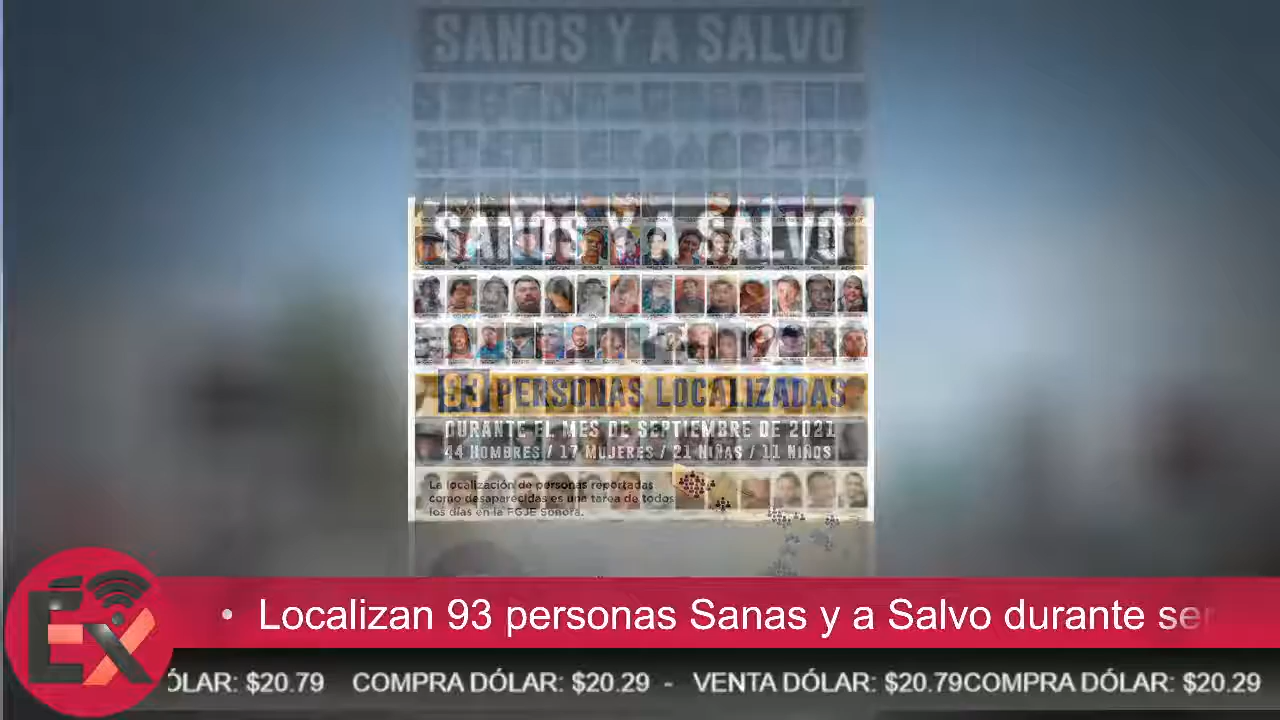 SANOS Y A SALVO
SANOS Y A SALVO
93 PERSONAS LOCALIZADAS
DURANTE EL MES DE SEPTIEMBRE DE 2021
44 HOMBRES / 17 MUJERES / 21 NIÑAS / 11 NIÑOS
La localización de personas reportadas
como desaparecidas es una tarea de todos
los días en la FGJE Sonora.
EX
• Localizan 93 personas Sanas y a Salvo durante se
ÓLAR: $20.79 COMPRA DÓLAR: $20.29 - VENTA DÓLAR: $20.79COMPRA DÓLAR: $20.29